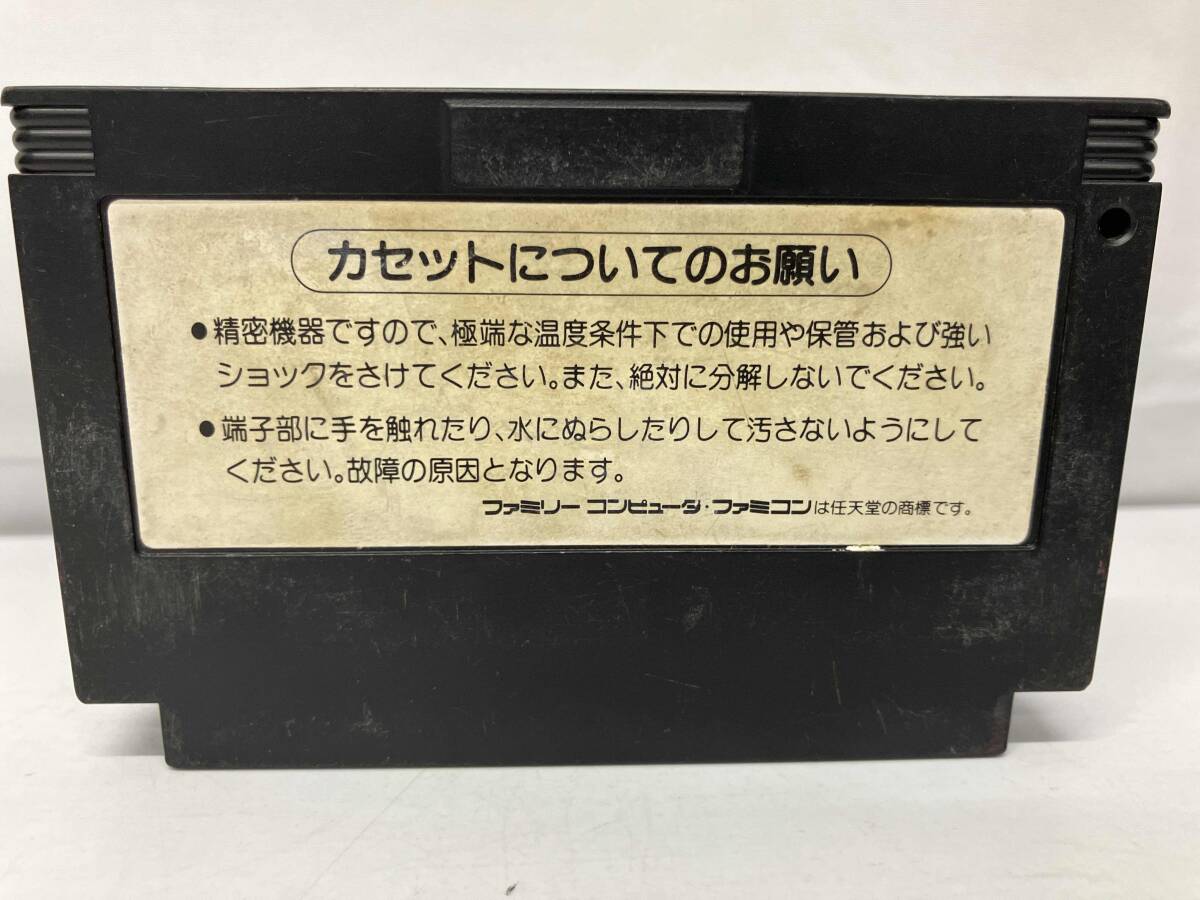 カセットについてのお願い
●精密機器ですので、極端な温度条件下での使用や保管および強い
ショックをさけてください。また、絶対に分解しないでください。
●端子部に手を触れたり、水にぬらしたりして汚さないようにして
ください。故障の原因となります。
ファミリー コンピュータ・ファミコンは任天堂の商標です。